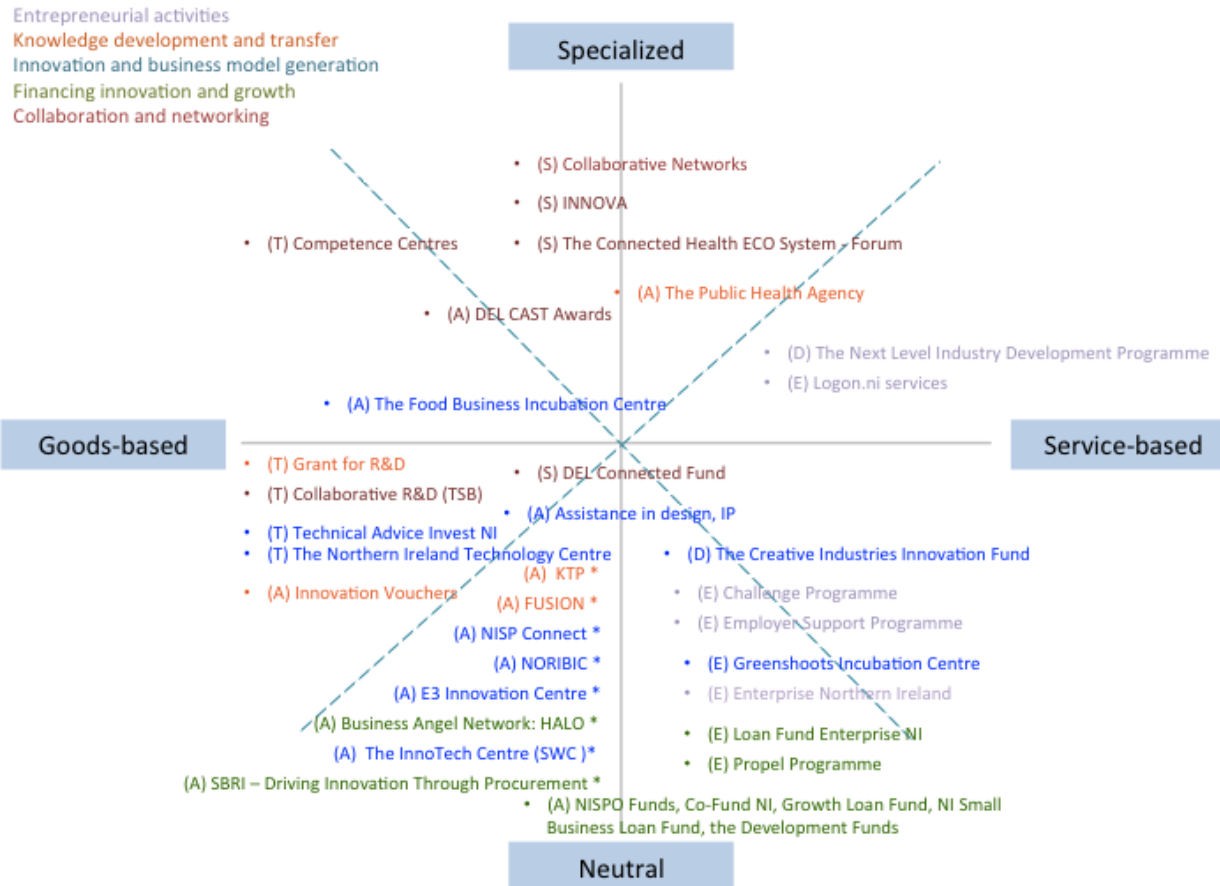 Entrepreneurial activities
Knowledge development and transfer
Innovation and business model generation
Financing innovation and growth
Collaboration and networking
Specialized
• (S) Collaborative Networks
• (S) INNOVA
• (T) Competence Centres
• (S) The Connected Health ECO System - Forum
• (A) The Public Health Agency
• (A) DEL CAST Awards
• (D) The Next Level Industry Development Programme
• (E) Logon.ni services
• (A) The Food Business Incubation Centre
Goods-based
Service-based
• (T) Grant for R&D
• (S) DEL Connected Fund
• (T) Collaborative R&D (TSB)
• (A) Assistance in design, IP
• (T) Technical Advice Invest NI
• (T) The Northern Ireland Technology Centre
• (D) The Creative Industries Innovation Fund
(A) KTP *
• (A) Innovation Vouchers
• (E) Challenge Programme
(A) FUSION *
• (E) Employer Support Programme
(A) NISP Connect *
(A) NORIBIC *
• (E) Greenshoots Incubation Centre
(A) E3 Innovation Centre *
• (E) Enterprise Northern Ireland
(A) Business Angel Network: HALO *
• (E) Loan Fund Enterprise NI
(A) The InnoTech Centre (SWC )*
• (E) Propel Programme
(A) SBRI – Driving Innovation Through Procurement *
• (A) NISPO Funds, Co-Fund NI, Growth Loan Fund, NI Small
Business Loan Fund, the Development Funds
Neutral